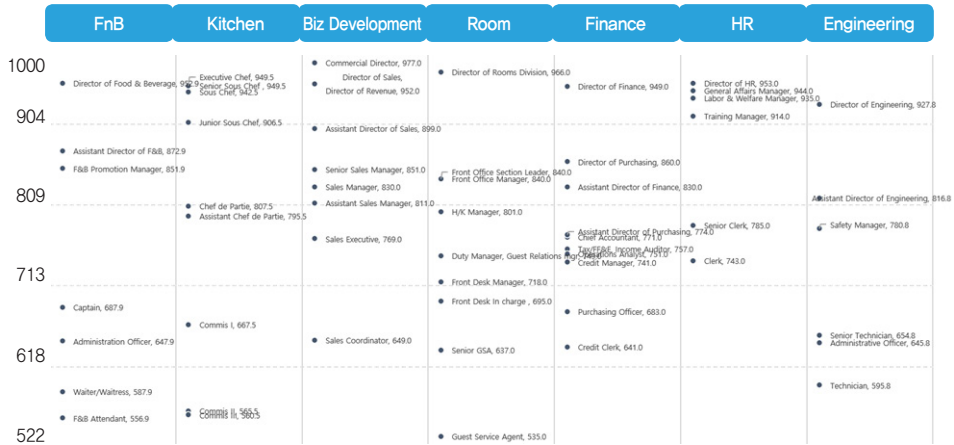 FnB
Kitchen
Biz Development
Room
Finance
HR
Engineering
1000
904
809
713
618
522
Director of Food & Beverage, 952.9
Assistant Director of F&B, 872.9
F&B Promotion Manager, 851.9
Captain, 687.9
Administration Officer, 647.9
Waiter/Waitress, 587.9
F&B Attendant, 556.9
Executive Chef, 949.5
Senior Sous Chef , 949.5
Sous Chef, 942.5
Junior Sous Chef, 906.5
Chef de Partie, 807.5
Assistant Chef de Partie, 795.5
Commis I, 667.5
Commis II, 565.5
Commis III, 560.5
Commercial Director, 977.0
Director of Sales,
Director of Revenue, 952.0
Assistant Director of Sales, 899.0
Senior Sales Manager, 851.0
Sales Manager, 830.0
Assistant Sales Manager, 811.0
Sales Executive, 769.0
Sales Coordinator, 649.0
Director of Rooms Division, 966.0
Front Office Section Leader, 840.0
Front Office Manager, 840.0
H/K Manager, 801.0
Duty Manager, Guest Relations
Front Desk Manager, 718.0
Front Desk In charge , 695.0
Senior GSA, 637.0
Guest Service Agent, 535.0
Director of Finance, 949.0
Director of Purchasing, 860.0
Assistant Director of Finance, 830.0
Assistant Director of Purchasing, 774.0
Chief Accountant, 771.0
Tax/FF&E, Income Auditor, 757.0
Operations Analyst, 751.0
Credit Manager, 741.0
Purchasing Officer, 683.0
Credit Clerk, 641.0
Director of HR, 953.0
General Affairs Manager, 944.0
Labor & Welfare Manager, 935.0
Training Manager, 914.0
Senior Clerk, 785.0
Clerk, 743.0
Director of Engineering, 927.8
Assistant Director of Engineering, 816.8
Safety Manager, 780.8
Senior Technician, 654.8
Administrative Officer, 645.8
Technician, 595.8